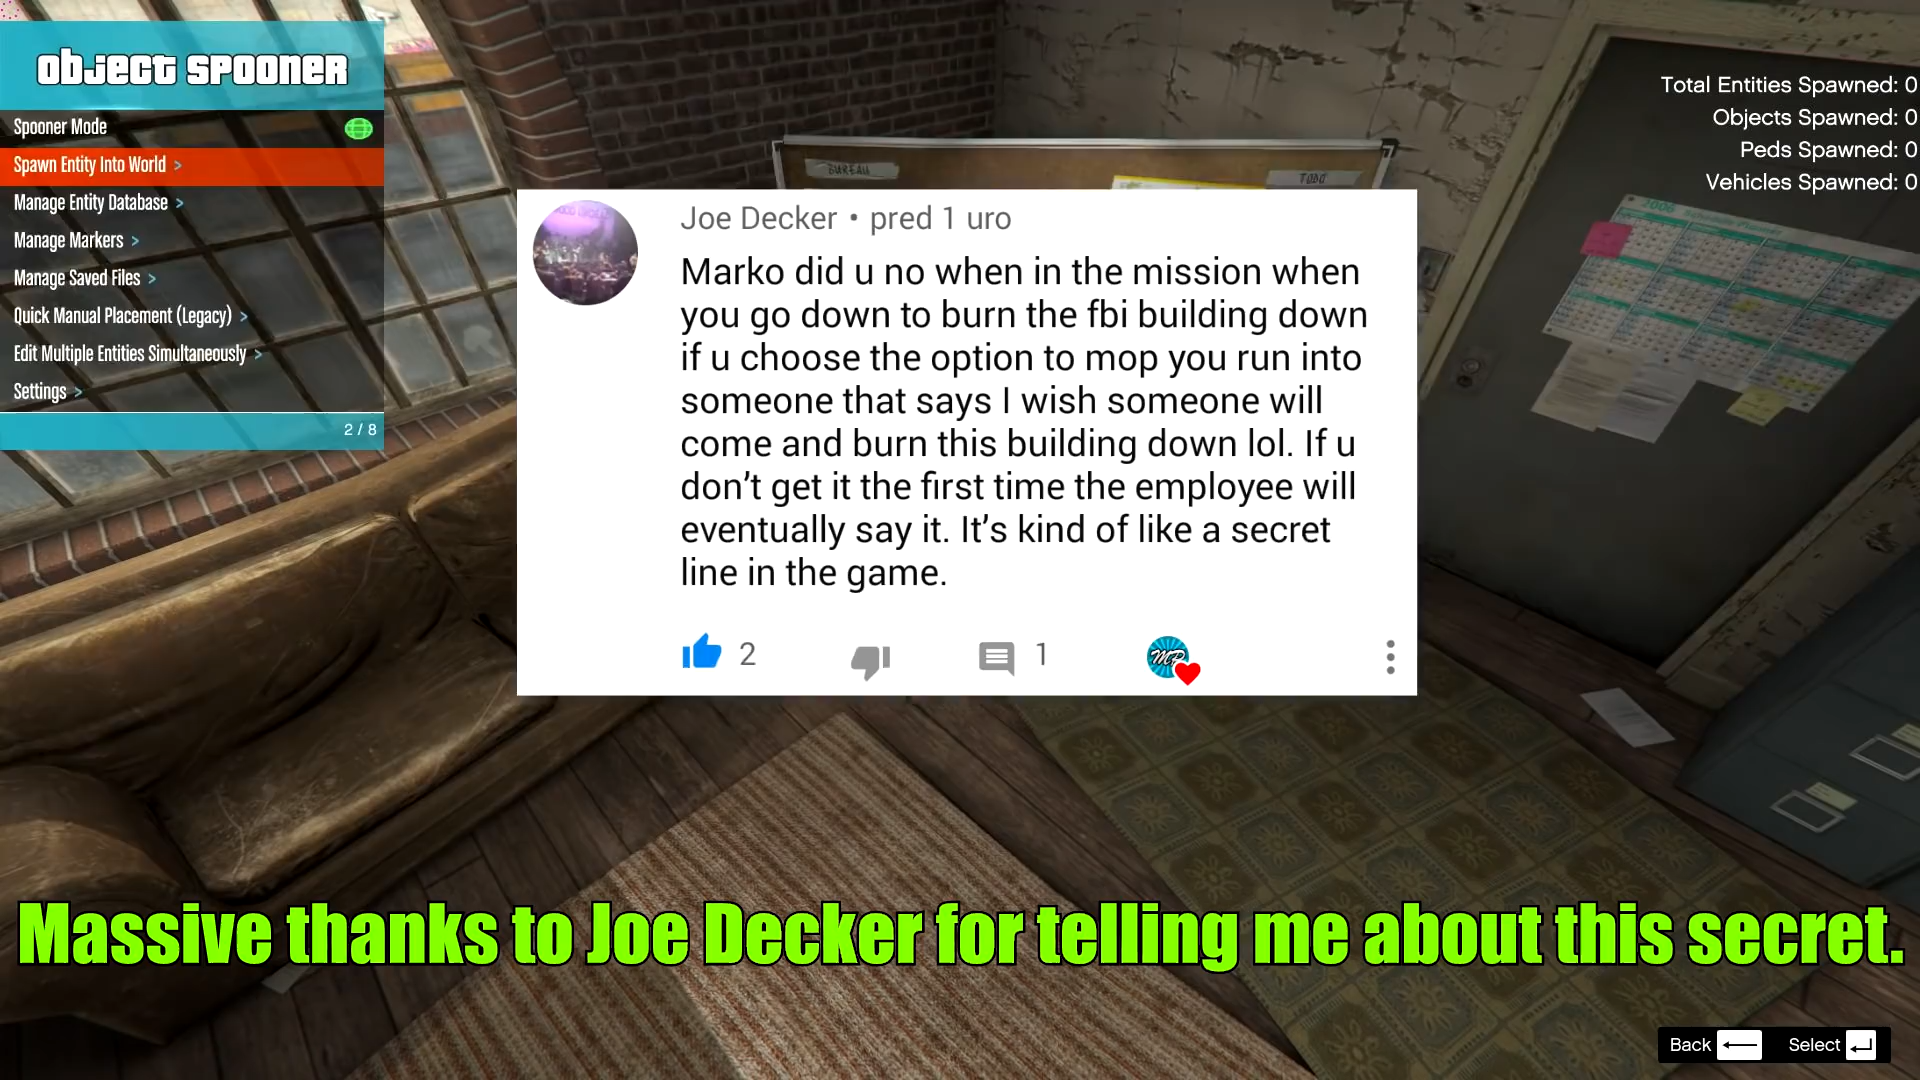 Object Spooner
Spooner Mode
Spawn Entity Into World >
Manage Entity Database >
Manage Markers >
Manage Saved Files >
Quick Manual Placement (Legacy) >
Edit Multiple Entities Simultaneously >
Settings >
2 / 8
Total Entities Spawned: 0
Objects Spawned: 0
Peds Spawned: 0
Vehicles Spawned: 0
BUREAU
TODO
2006
Joe Decker • pred 1 uro
Marko did u no when in the mission when
you go down to burn the fbi building down
if u choose the option to mop you run into
someone that says I wish someone will
come and burn this building down lol. If u
don't get it the first time the employee will
eventually say it. It's kind of like a secret
line in the game.
2
1
MP
Massive thanks to Joe Decker for telling me about this secret.
Back
Select